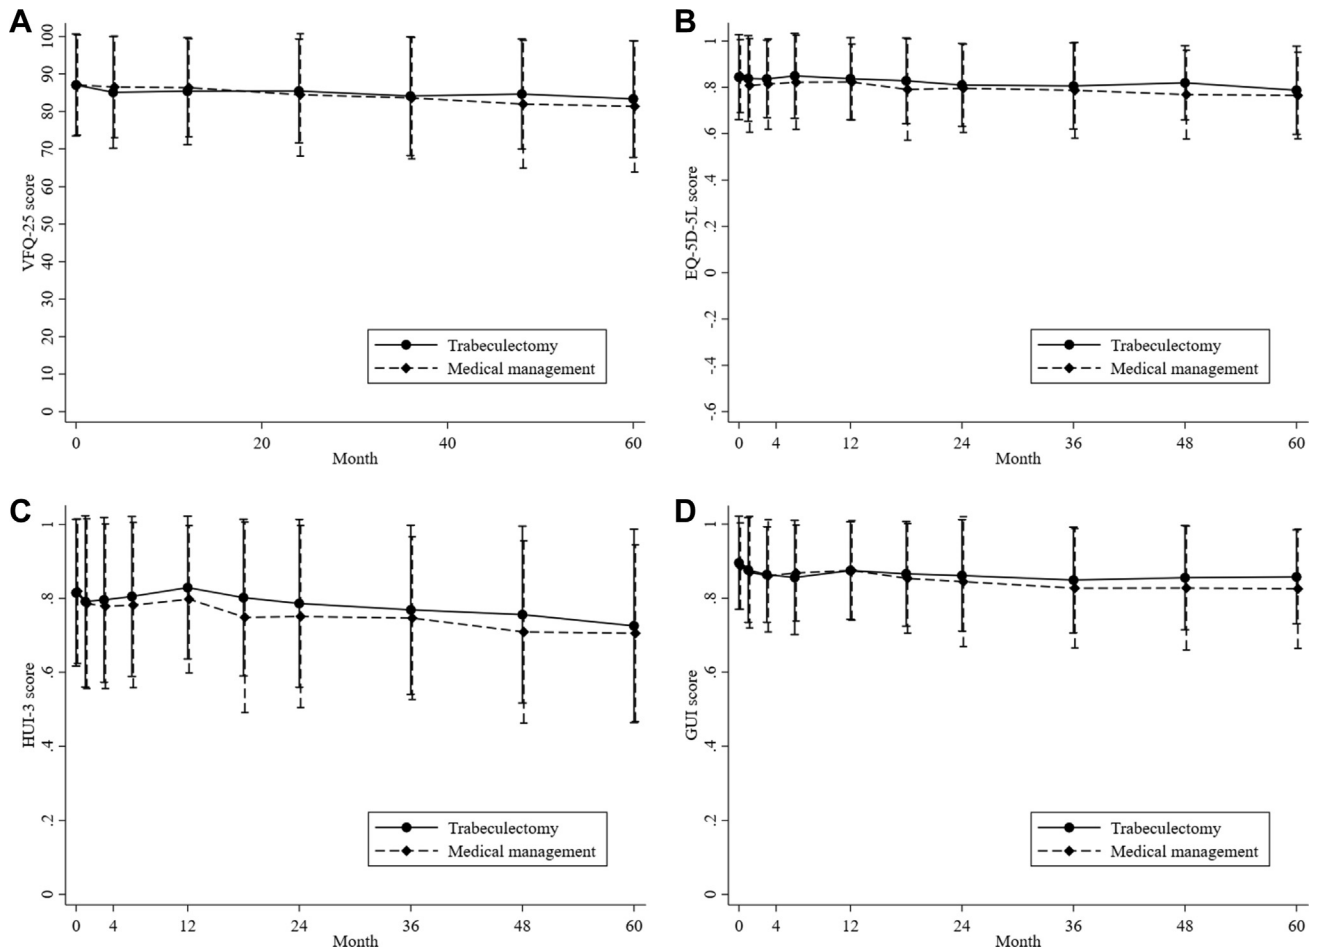 A
VFQ-25 score
100
90
80
70
60
50
40
30
20
10
0
Trabeculectomy
Medical management
0 20 40 60
Month
B
EQ-5D-5L score
1
.8
.6
.4
.2
0
-.2
-.4
-.6
Trabeculectomy
Medical management
0 4 12 24 36 48 60
Month
C
HUI-3 score
1
.8
.6
.4
.2
0
Trabeculectomy
Medical management
0 4 12 24 36 48 60
Month
D
GUI score
1
.8
.6
.4
.2
0
Trabeculectomy
Medical management
0 4 12 24 36 48 60
Month